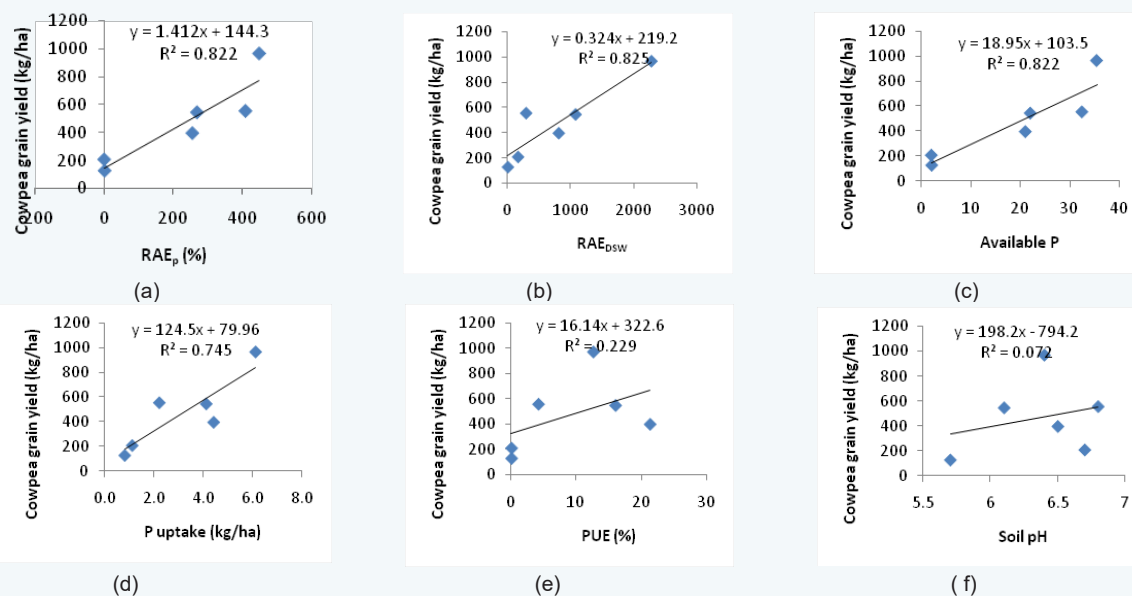 1200
1000
800
600
400
200
0
200
0
200
400
600
y = 1.412x + 144.3
R² = 0.822
Cowpea grain yield (kg/ha)
RAEp (%)
(a)
1200
1000
800
600
400
200
0
0
1000
2000
3000
y = 0.324x + 219.2
R² = 0.825
Cowpea grain yield (kg/ha)
RAEDSW
(b)
1200
1000
800
600
400
200
0
0
10
20
30
40
y = 18.95x + 103.5
R² = 0.822
Cowpea grain yield (kg/ha)
Available P
(c)
1200
1000
800
600
400
200
0
0.0
2.0
4.0
6.0
8.0
y = 124.5x + 79.96
R² = 0.745
Cowpea grain yield (kg/ha)
P uptake (kg/ha)
(d)
1200
1000
800
600
400
200
0
0
10
20
30
y = 16.14x + 322.6
R² = 0.229
Cowpea grain yield (kg/ha)
PUE (%)
(e)
1200
1000
800
600
400
200
0
5.5
6
6.5
7
y = 198.2x - 794.2
R² = 0.072
Cowpea grain yield (kg/ha)
Soil pH
( f)